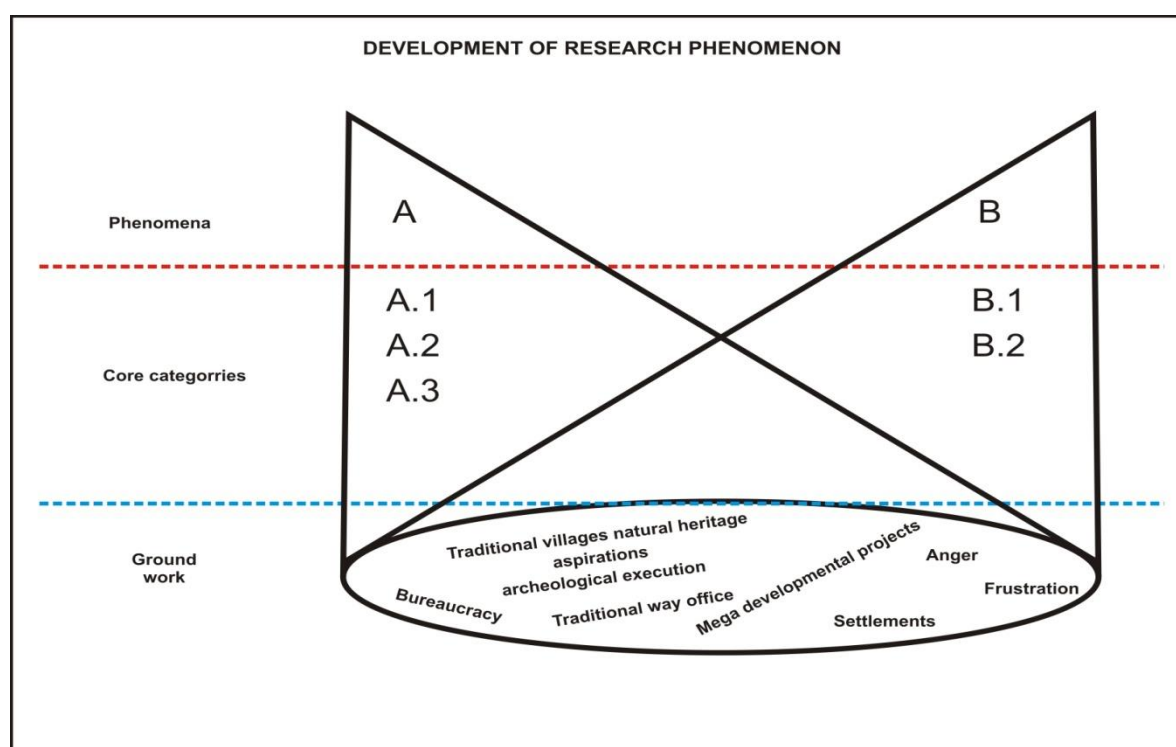 DEVELOPMENT OF RESEARCH PHENOMENON
Phenomena
A
B
Core categorries
A.1
A.2
A.3
B.1
B.2
Ground
work
Traditional villages natural heritage
aspirations
archeological execution
Bureaucracy
Traditional way office
Mega developmental projects
Anger
Frustration
Settlements